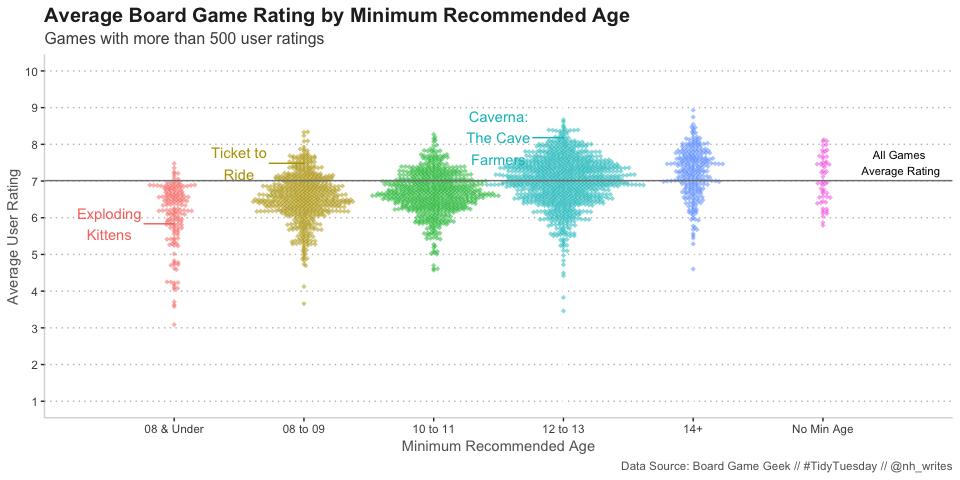 Average Board Game Rating by Minimum Recommended Age
Games with more than 500 user ratings
Average User Rating
10
9
8
7
6
5
4
3
2
1
Exploding
Kittens
Ticket to
Ride
Caverna:
The Cave
Farmers
All Games
Average Rating
08 & Under
08 to 09
10 to 11
12 to 13
14+
No Min Age
Minimum Recommended Age
Data Source: Board Game Geek // #TidyTuesday // @nh_writes